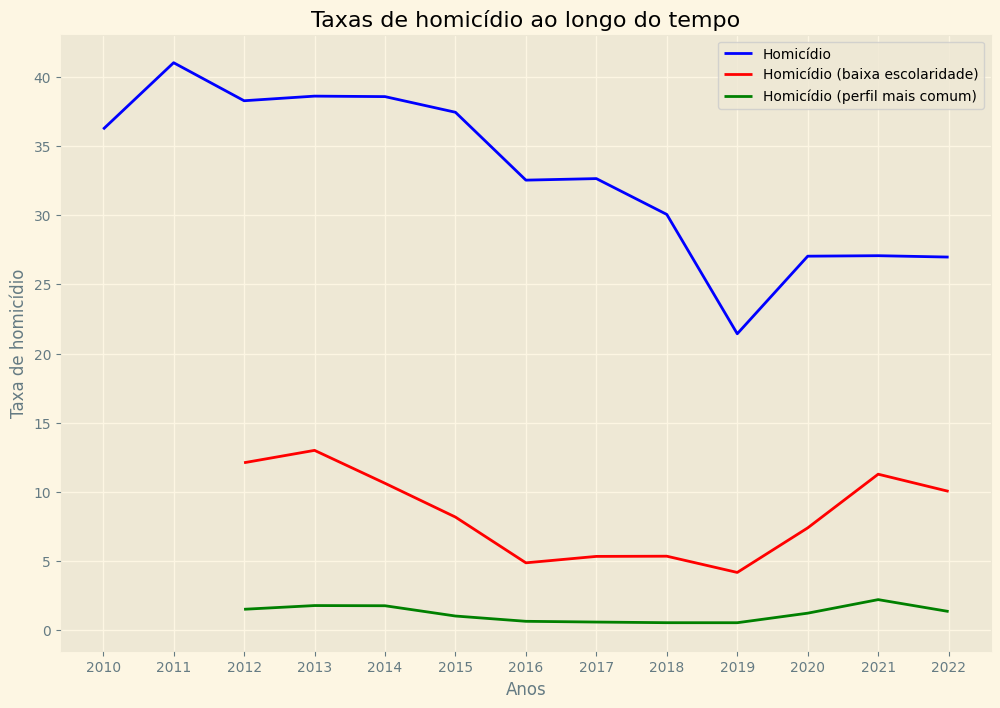 Taxas de homicídio ao longo do tempo
Homicídio
Homicídio (baixa escolaridade)
Homicídio (perfil mais comum)
Taxa de homicídio
40
35
30
25
20
15
10
5
0
2010 2011 2012 2013 2014 2015 2016 2017 2018 2019 2020 2021 2022
Anos